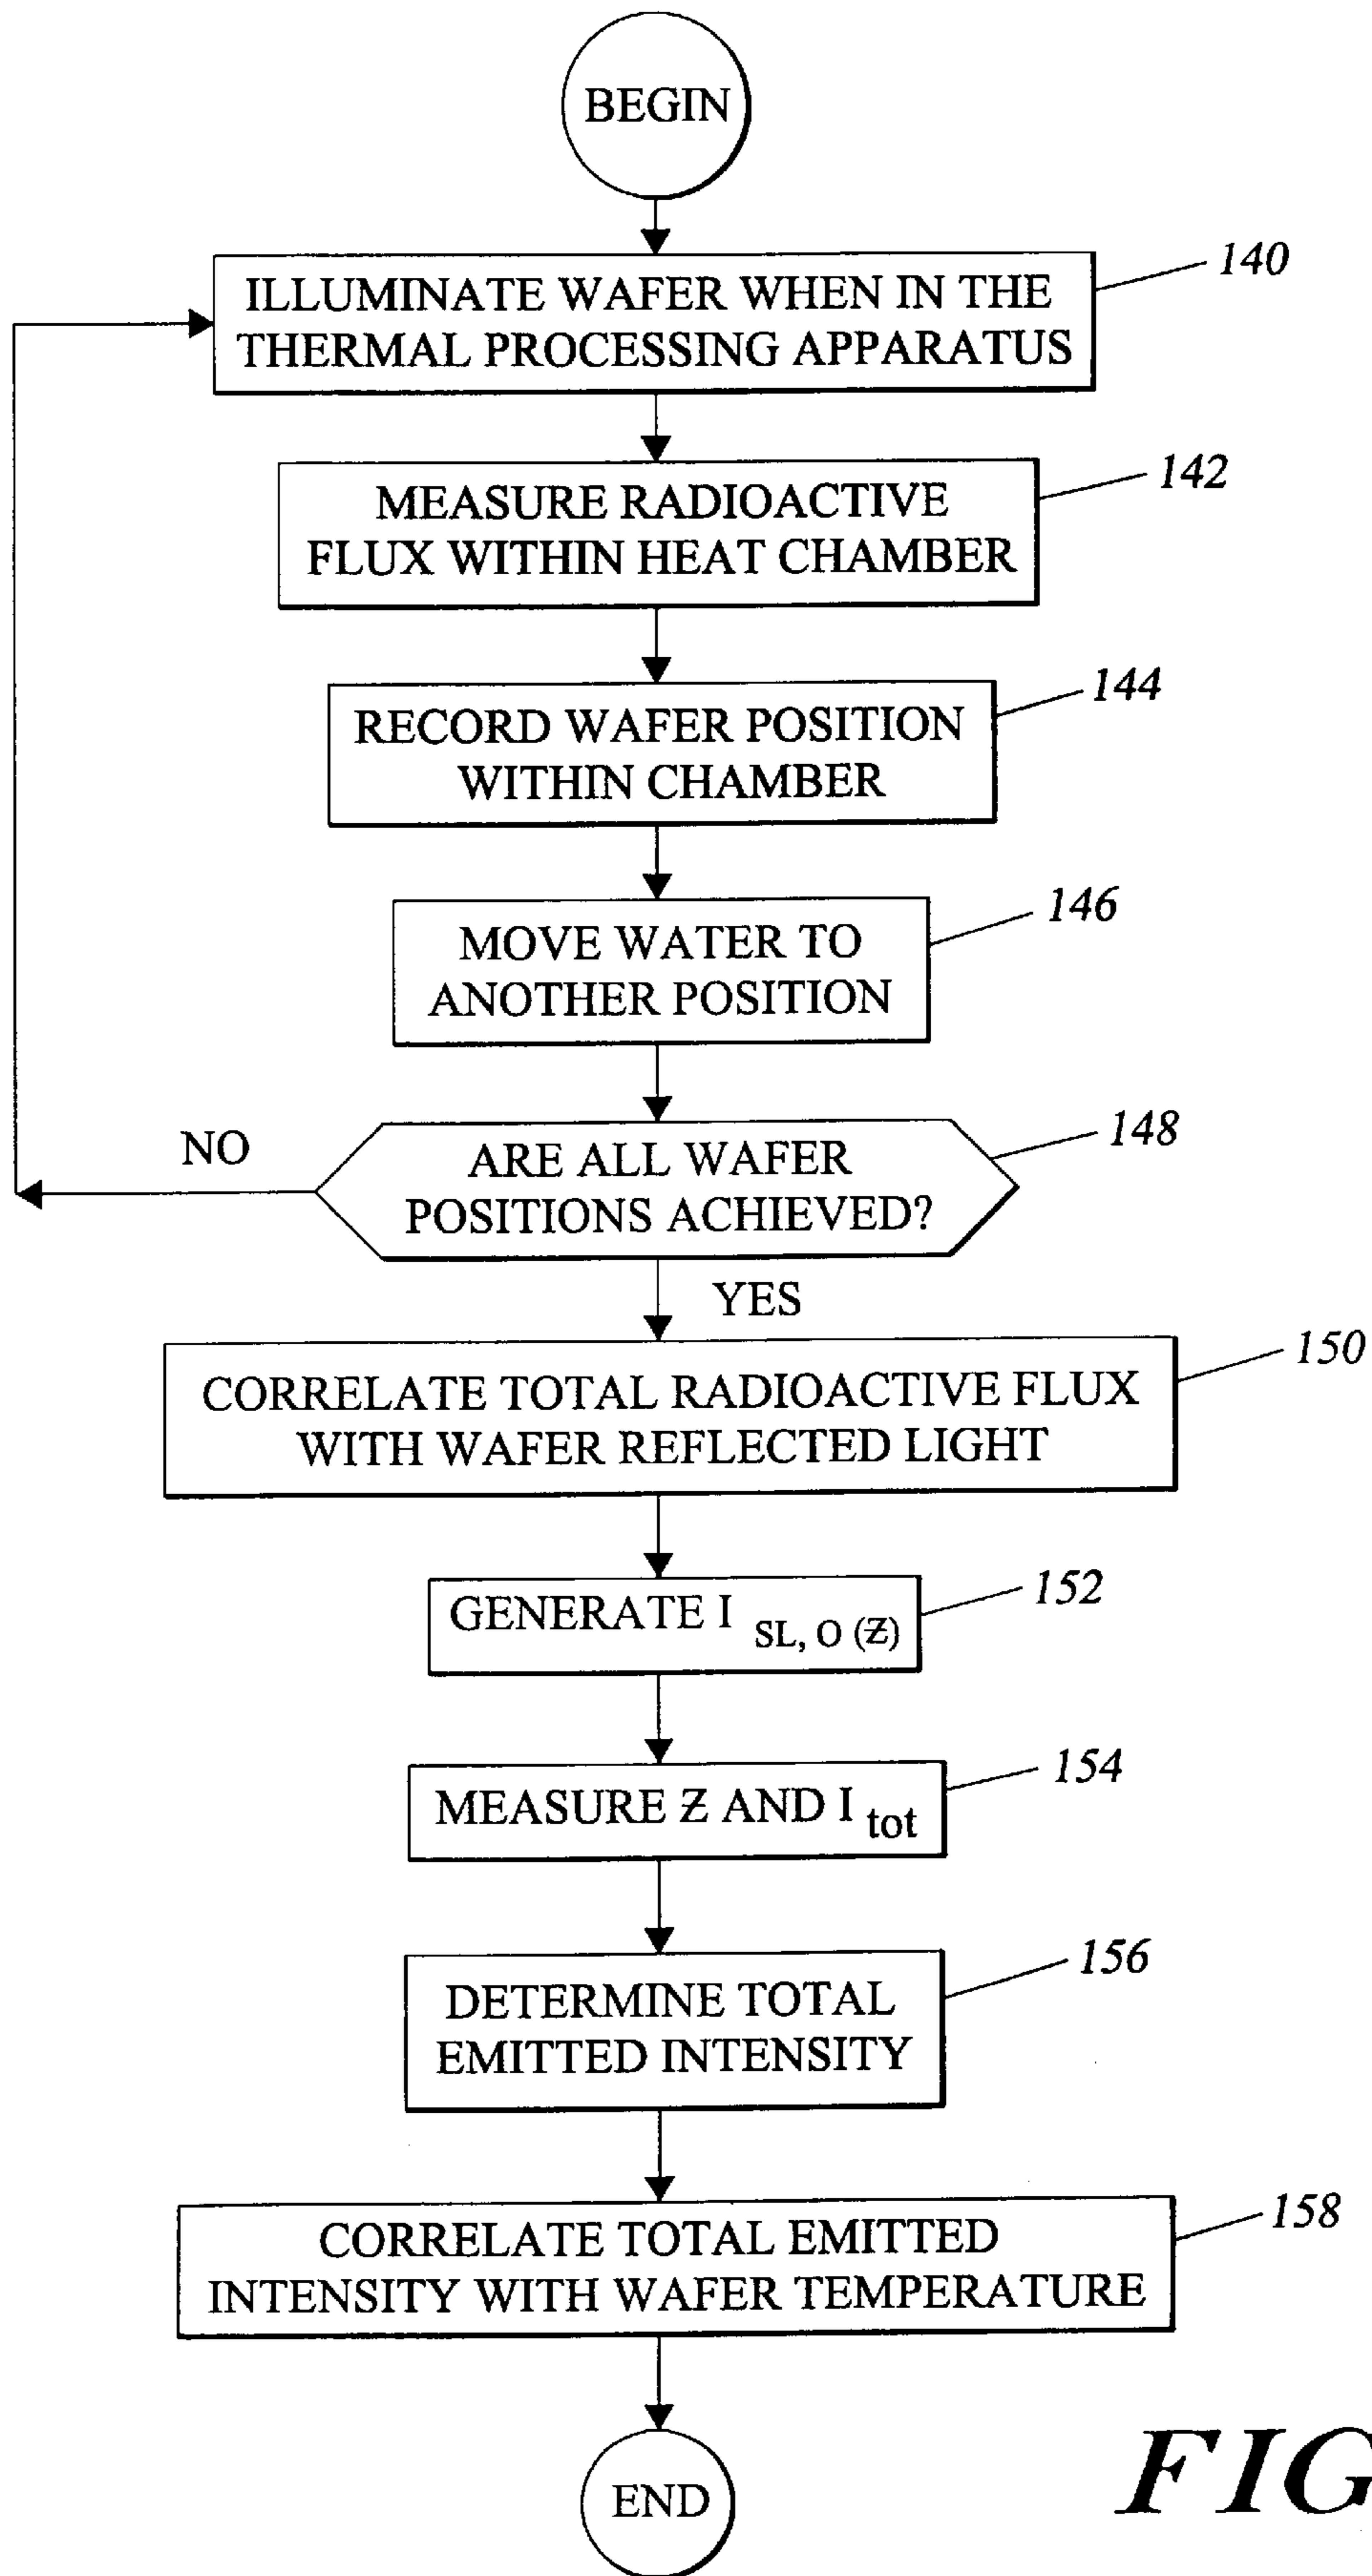 BEGIN
ILLUMINATE WAFER WHEN IN THE
THERMAL PROCESSING APPARATUS
140
MEASURE RADIOACTIVE
FLUX WITHIN HEAT CHAMBER
142
RECORD WAFER POSITION
WITHIN CHAMBER
144
MOVE WATER TO
ANOTHER POSITION
146
ARE ALL WAFER
POSITIONS ACHIEVED?
148
NO
YES
CORRELATE TOTAL RADIOACTIVE FLUX
WITH WAFER REFLECTED LIGHT
150
GENERATE I SL, O (Ƶ)
152
MEASURE Ƶ AND I tot
154
DETERMINE TOTAL
EMITTED INTENSITY
156
CORRELATE TOTAL EMITTED
INTENSITY WITH WAFER TEMPERATURE
158
END
FIG